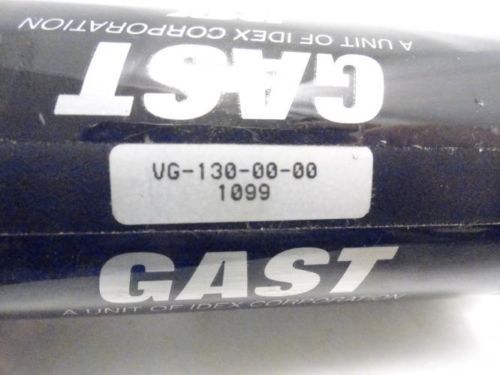 A UNIT OF IDEX CORPORATION
GAST
VG-130-00-00
1099
GAST
A UNIT OF IDEX CORPORATION